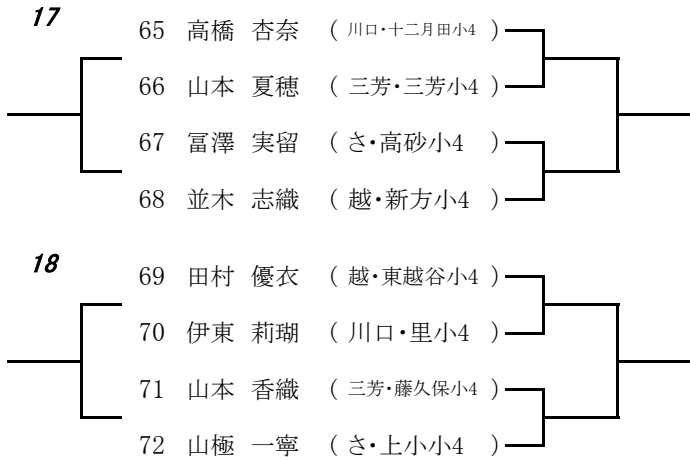 17
65 高橋 杏奈 ( 川口・十二月田小4 )
66 山本 夏穂 ( 三芳・三芳小4 )
67 冨澤 実留 ( さ・高砂小4 )
68 並木 志織 ( 越・新方小4 )
18
69 田村 優衣 ( 越・東越谷小4 )
70 伊東 莉瑚 ( 川口・里小4 )
71 山本 香織 ( 三芳・藤久保小4 )
72 山極 一寧 ( さ・上小小4 )